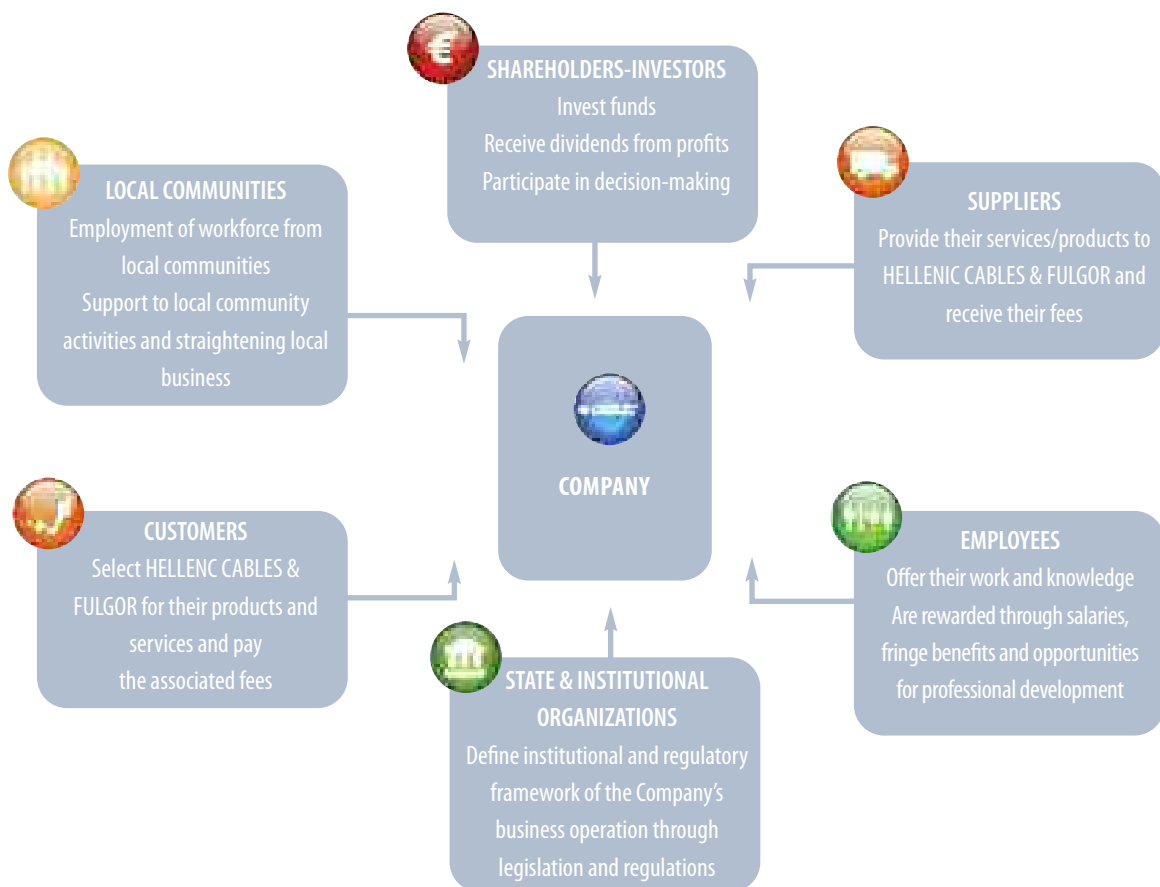 €
SHAREHOLDERS-INVESTORS
Invest funds
Receive dividends from profits
Participate in decision-making
LOCAL COMMUNITIES
Employment of workforce from
local communities
Support to local community
activities and straightening local
business
SUPPLIERS
Provide their services/products to
HELLENIC CABLES & FULGOR and
receive their fees
COMPANY
CUSTOMERS
Select HELLENC CABLES &
FULGOR for their products and
services and pay
the associated fees
EMPLOYEES
Offer their work and knowledge
Are rewarded through salaries,
fringe benefits and opportunities
for professional development
STATE & INSTITUTIONAL
ORGANIZATIONS
Define institutional and regulatory
framework of the Company's
business operation through
legislation and regulations